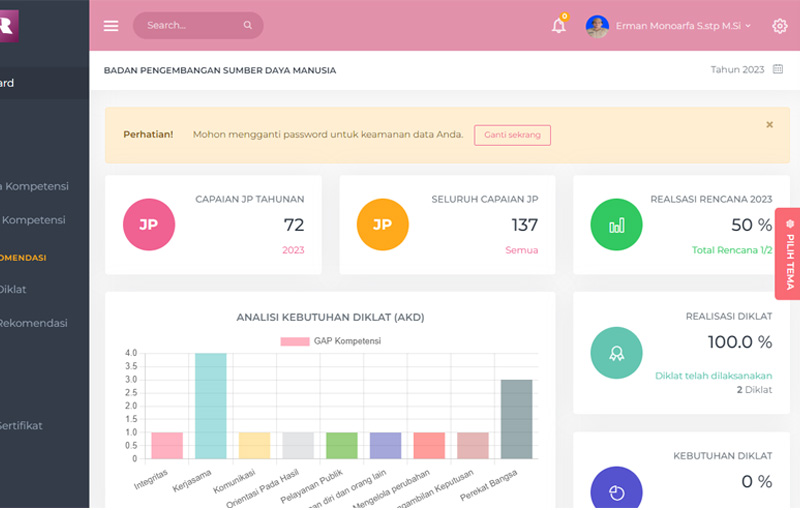 R
Search...
0
Erman Monoarfa S.stp M.Si
BADAN PENGEMBANGAN SUMBER DAYA MANUSIA
Tahun 2023
ard
Perhatian! Mohon mengganti password untuk keamanan data Anda. Ganti sekrang
a Kompetensi
Kompetensi
OMENDASI
Diklat
Rekomendasi
Sertifikat
JP
CAPAIAN JP TAHUNAN
72
2023
JP
SELURUH CAPAIAN JP
137
Semua
REALSASI RENCANA 2023
50 %
Total Rencana 1/2
PILIH TEMA
ANALISI KEBUTUHAN DIKLAT (AKD)
GAP Kompetensi
4.0
3.5
3.0
2.5
2.0
1.5
1.0
0.5
0
Integritas
Kerjasama
Komunikasi
Orientasi Pada Hasil
Pelayanan Publik
an diri dan orang lain
Mengelola perubahan
ngambilan Keputusan
Perekat Bangsa
REALISASI DIKLAT
100.0 %
Diklat telah dilaksanakan
2 Diklat
KEBUTUHAN DIKLAT
0 %